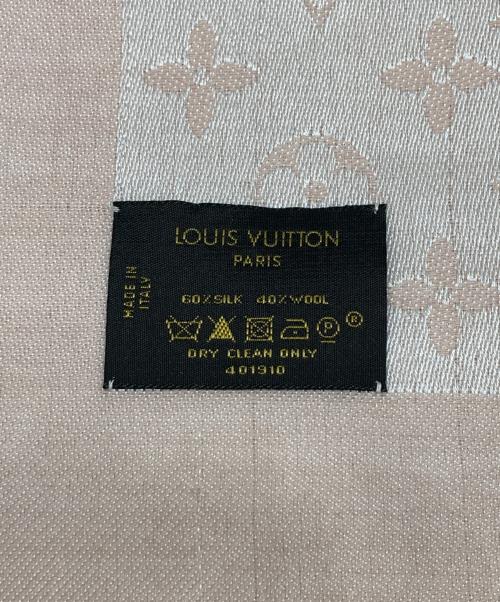 LOUIS VUITTON
PARIS
MADE IN
ITALY
60%SILK 40%WOOL
P ®
DRY CLEAN ONLY
401910